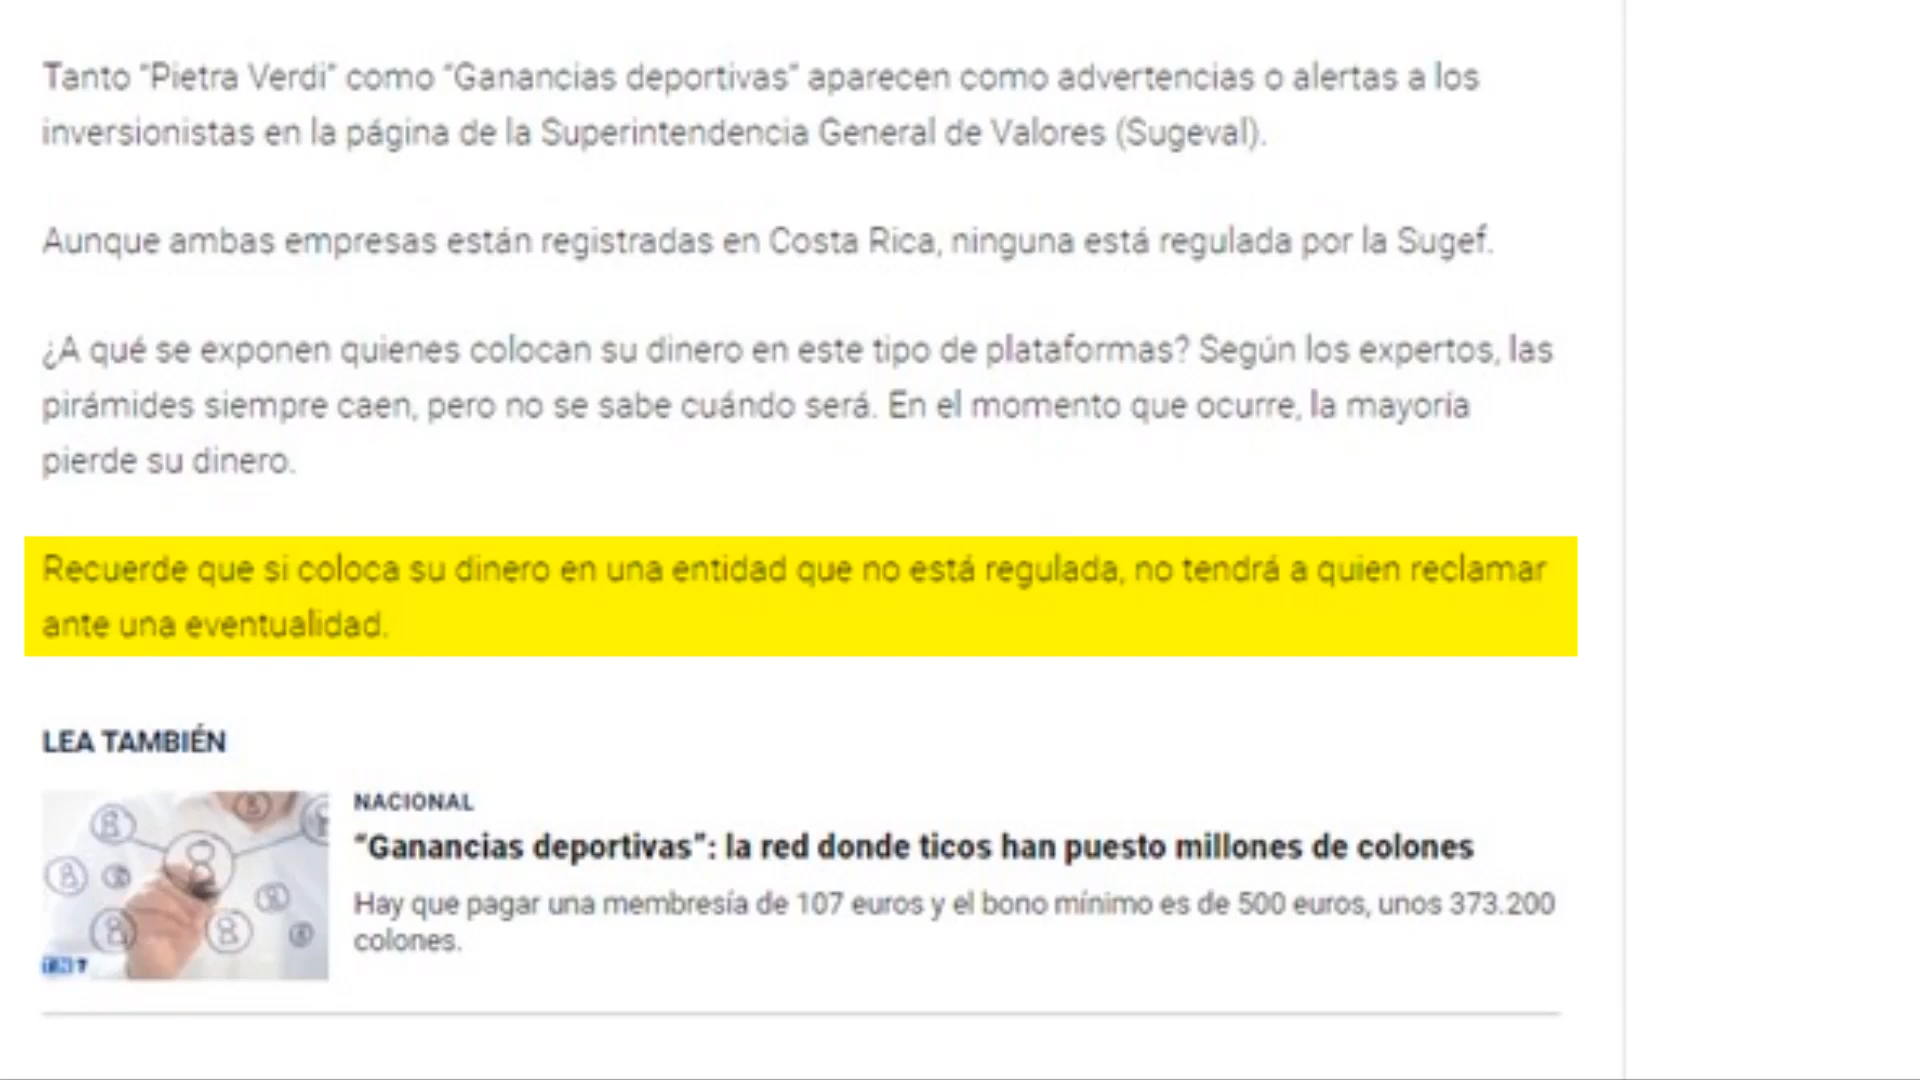 Tanto “Pietra Verdi” como “Ganancias deportivas” aparecen como advertencias o alertas a los
inversionistas en la página de la Superintendencia General de Valores (Sugeval).
Aunque ambas empresas están registradas en Costa Rica, ninguna está regulada por la Sugef.
¿A qué se exponen quienes colocan su dinero en este tipo de plataformas? Según los expertos, las
pirámides siempre caen, pero no se sabe cuándo será. En el momento que ocurre, la mayoría
pierde su dinero.
Recuerde que si coloca su dinero en una entidad que no está regulada, no tendrá a quien reclamar
ante una eventualidad.
LEA TAMBIÉN
NACIONAL
“Ganancias deportivas”: la red donde ticos han puesto millones de colones
Hay que pagar una membresía de 107 euros y el bono mínimo es de 500 euros, unos 373.200
colones.
TN7